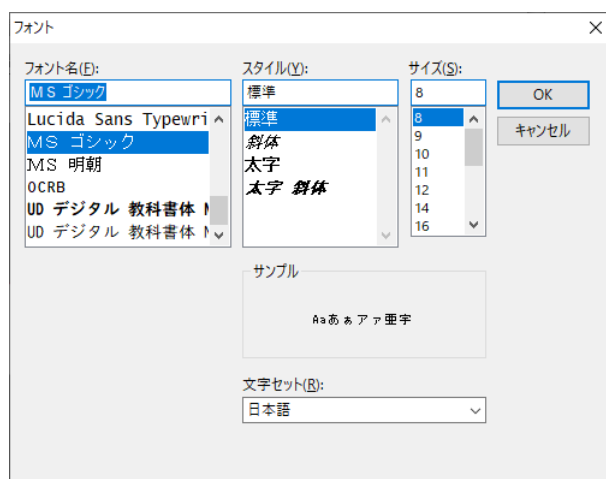 フォント
フォント名(F):
MS ゴシック
Lucida Sans Typewri
MS ゴシック
MS 明朝
OCRB
UD デジタル 教科書体 N
UD デジタル 教科書体 N
スタイル(Y):
標準
標準
斜体
太字
太字 斜体
サイズ(S):
8
8
9
10
11
12
14
16
OK
キャンセル
サンプル
Aaあぁアァ亜宇
文字セット(R):
日本語